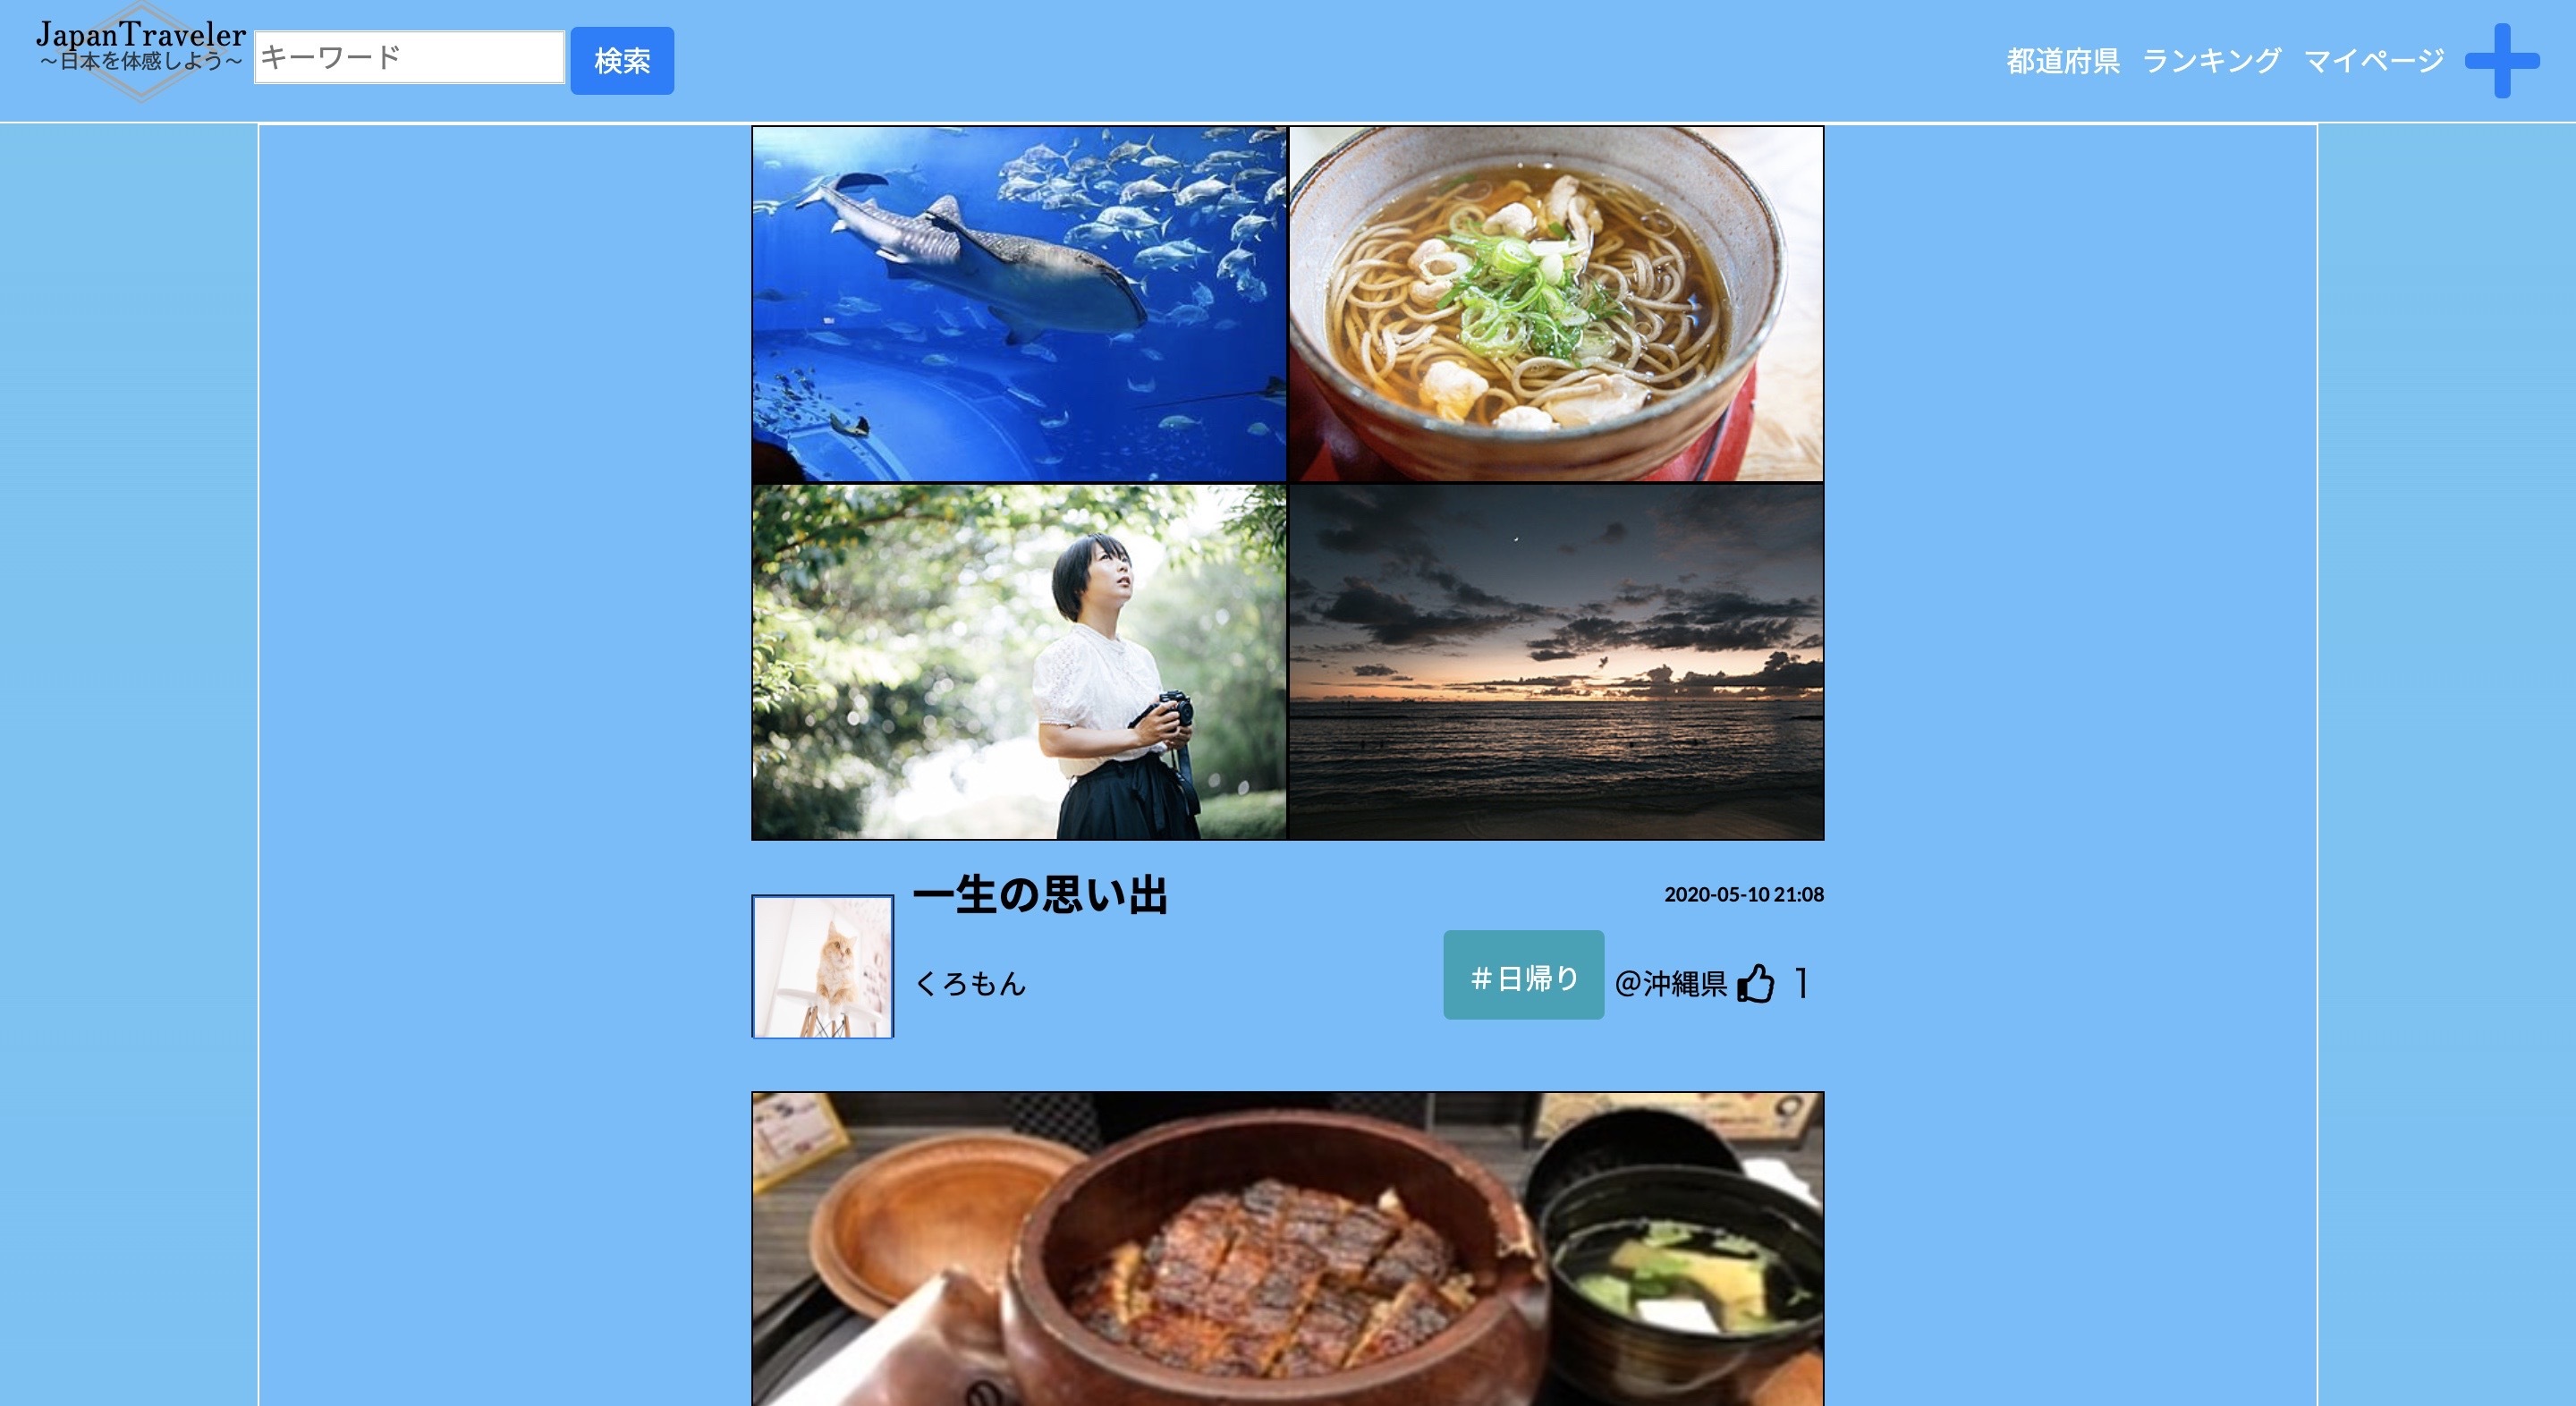 JapanTraveler
～日本を体感しよう～
キーワード
検索
都道府県 ランキング マイページ
一生の思い出
2020-05-10 21:08
くろもん
＃日帰り
@沖縄県
1